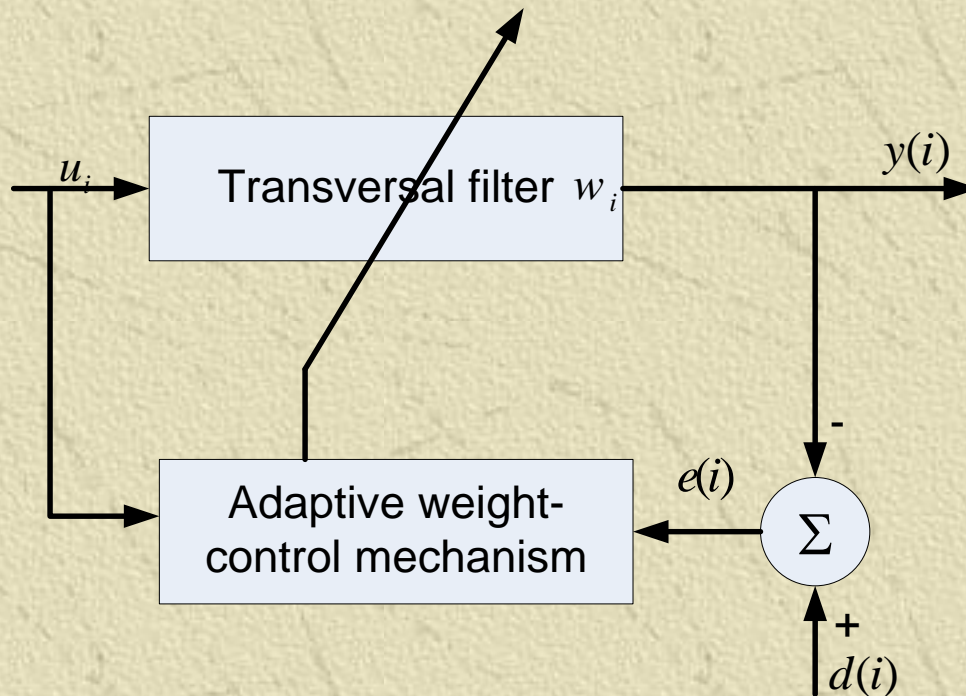 u_i
Transversal filter w_i
y(i)
-
Adaptive weight-
control mechanism
e(i)
Σ
+
d(i)